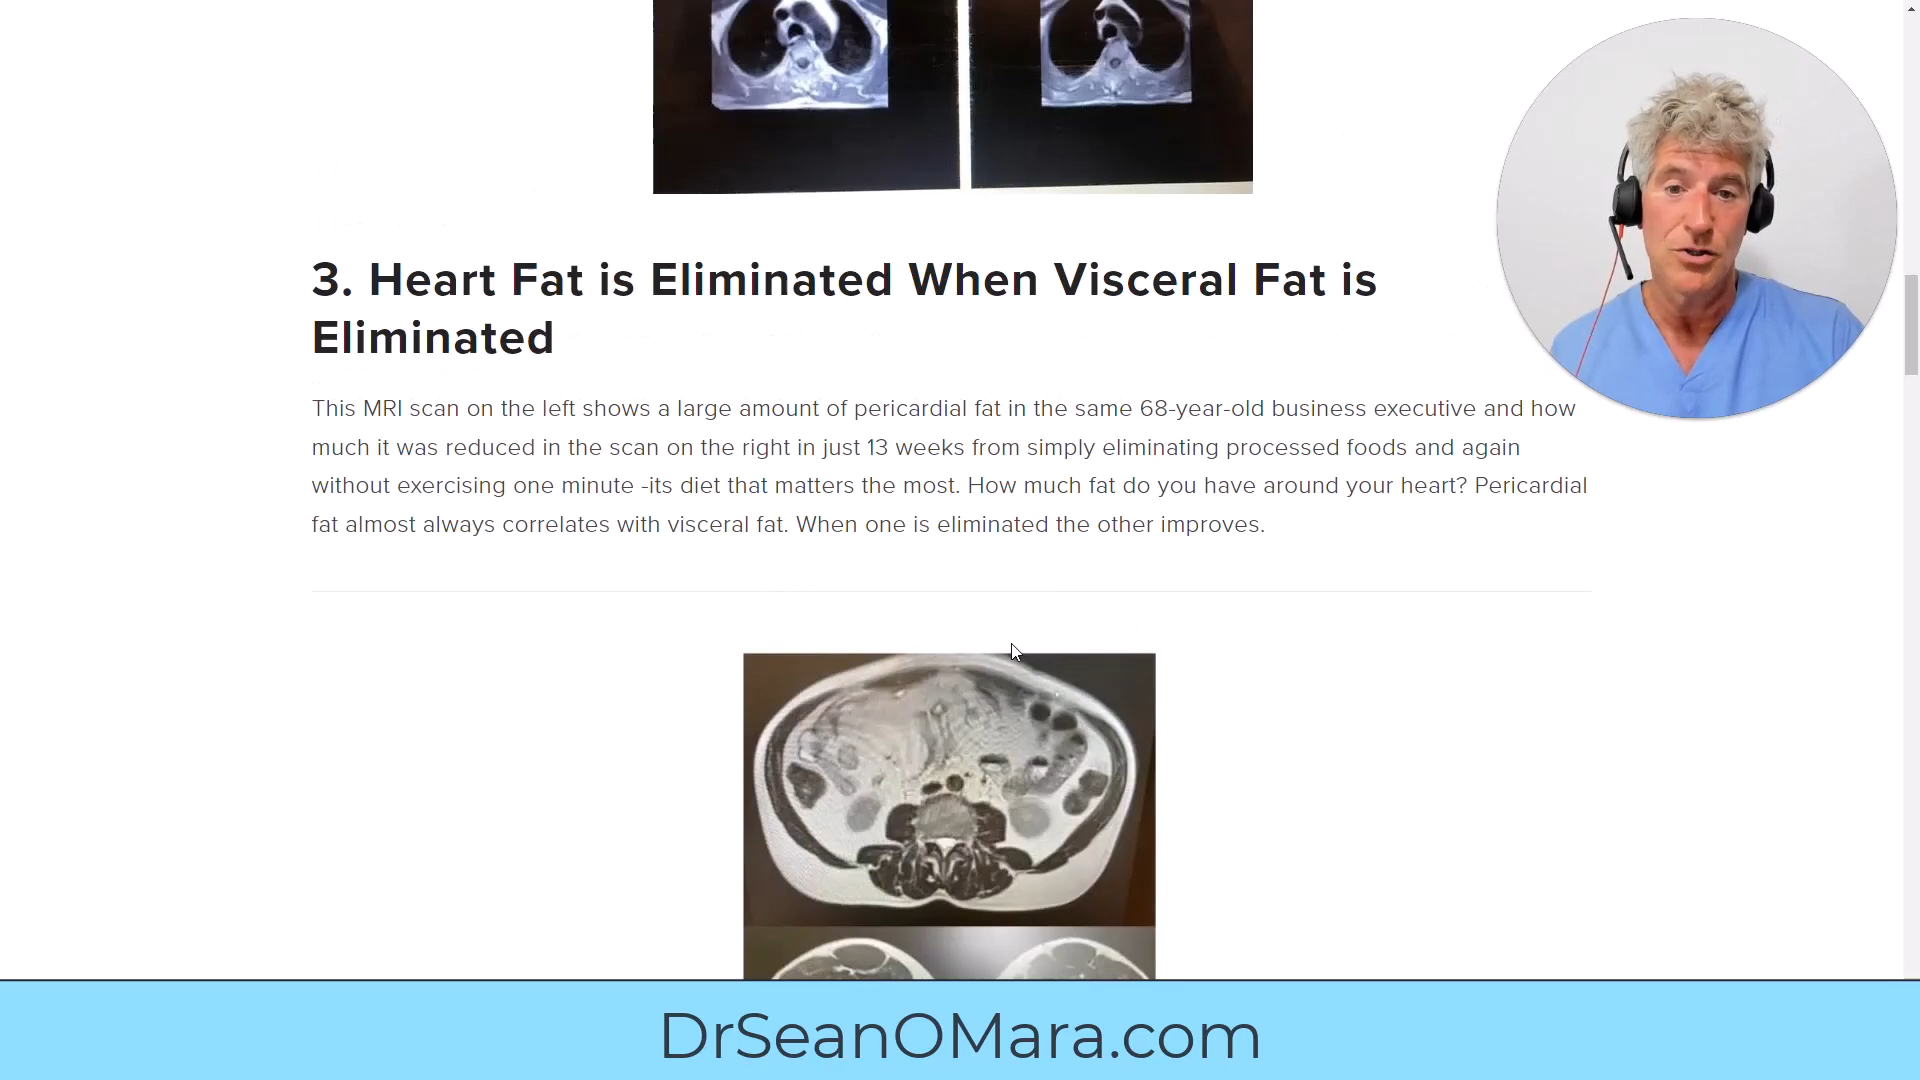 3. Heart Fat is Eliminated When Visceral Fat is
Eliminated
This MRI scan on the left shows a large amount of pericardial fat in the same 68-year-old business executive and how
much it was reduced in the scan on the right in just 13 weeks from simply eliminating processed foods and again
without exercising one minute -its diet that matters the most. How much fat do you have around your heart? Pericardial
fat almost always correlates with visceral fat. When one is eliminated the other improves.
DrSeanOMara.com